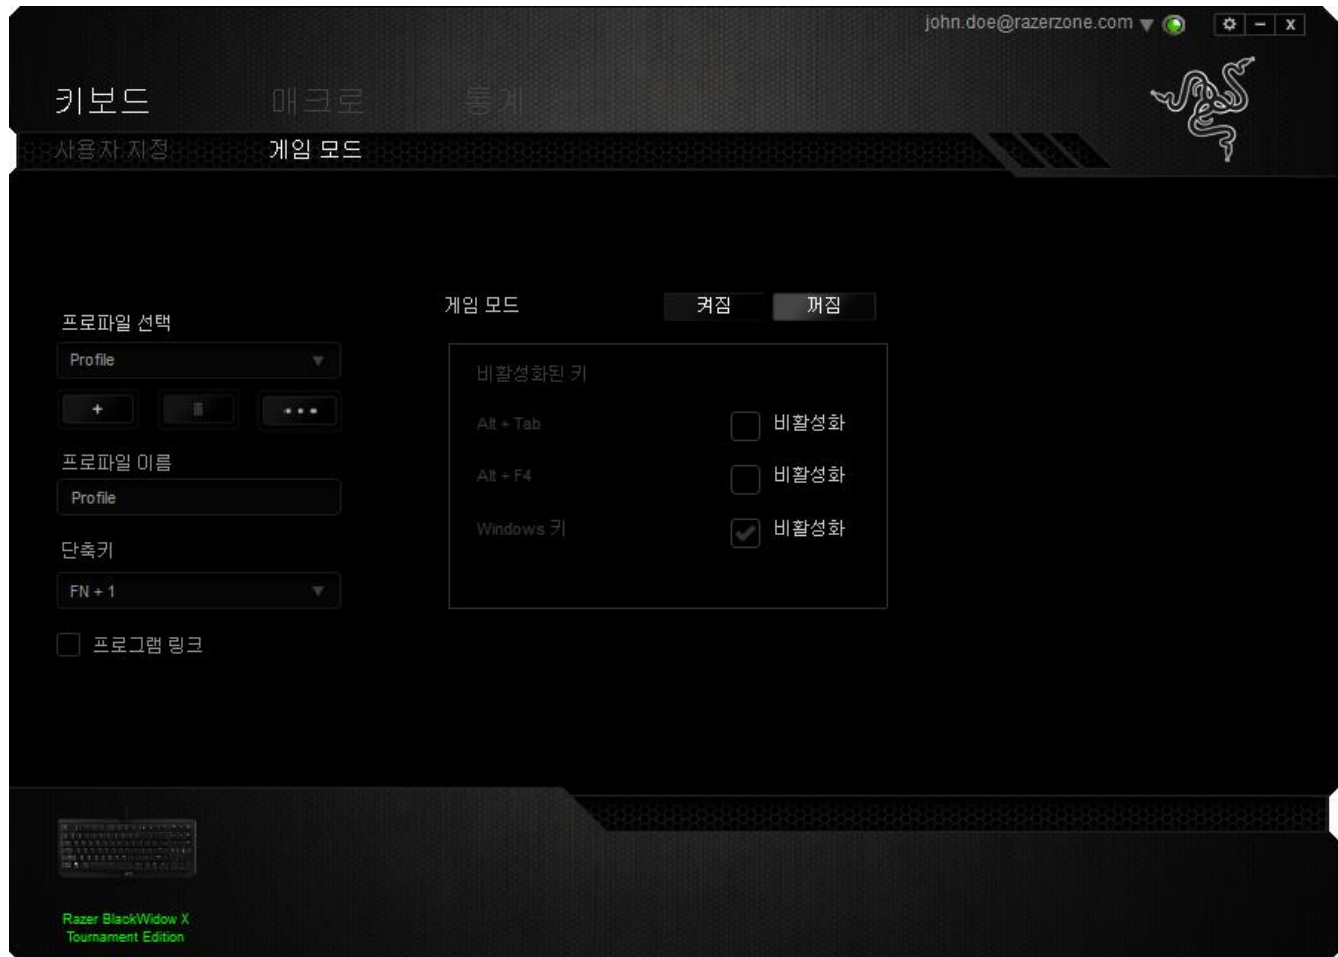 john.doe@razerzone.com
키보드 매크로 통계
사용자 지정 게임 모드
게임 모드 켜짐 꺼짐
프로파일 선택
Profile
프로파일 이름
Profile
단축키
FN + 1
프로그램 링크
비활성화된 키
Alt + Tab 비활성화
Alt + F4 비활성화
Windows 키 비활성화
Razer BlackWidow X
Tournament Edition